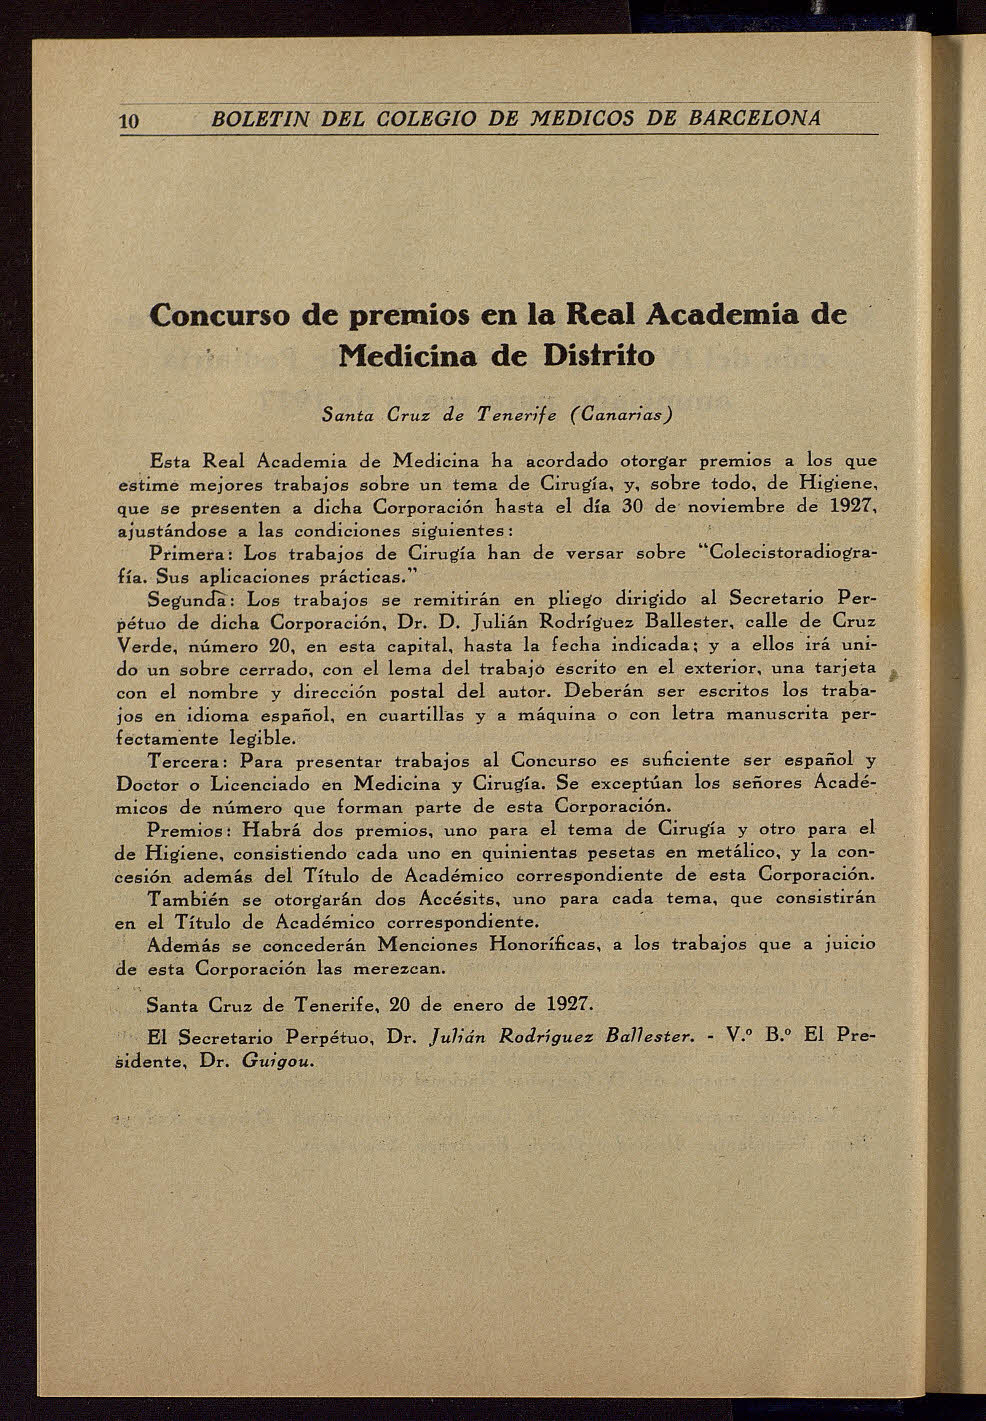 10 BOLETIN DEL COLEGIO DE MEDICOS DE BARCELONA
Concurso de premios en la Real Academia de
Medicina de Distrito
Santa Cruz de Tenerife (Canarias)
Esta Real Academia de Medicina ha acordado otorgar premios a los que
estime mejores trabajos sobre un tema de Cirugía, y, sobre todo, de Higiene,
que se presenten a dicha Corporación hasta el día 30 de noviembre de 1927,
ajustándose a las condiciones siguientes:
Primera: Los trabajos de Cirugía han de versar sobre “Colecistoradiogra-
fía. Sus aplicaciones prácticas.”
Segunda: Los trabajos se remitirán en pliego dirigido al Secretario Per-
pétuo de dicha Corporación, Dr. D. Julián Rodríguez Ballester, calle de Cruz
Verde, número 20, en esta capital, hasta la fecha indicada; y a ellos irá uni-
do un sobre cerrado, con el lema del trabajo escrito en el exterior, una tarjeta
con el nombre y dirección postal del autor. Deberán ser escritos los traba-
jos en idioma español, en cuartillas y a máquina o con letra manuscrita per-
fectamente legible.
Tercera: Para presentar trabajos al Concurso es suficiente ser español y
Doctor o Licenciado en Medicina y Cirugía. Se exceptúan los señores Acadé-
micos de número que forman parte de esta Corporación.
Premios: Habrá dos premios, uno para el tema de Cirugía y otro para el
de Higiene, consistiendo cada uno en quinientas pesetas en metálico, y la con-
cesión además del Título de Académico correspondiente de esta Corporación.
También se otorgarán dos Accésits, uno para cada tema, que consistirán
en el Título de Académico correspondiente.
Además se concederán Menciones Honoríficas, a los trabajos que a juicio
de esta Corporación las merezcan.
Santa Cruz de Tenerife, 20 de enero de 1927.
El Secretario Perpétuo, Dr. Julián Rodríguez Ballester. - V.º B.º El Pre-
sidente, Dr. Guigou.